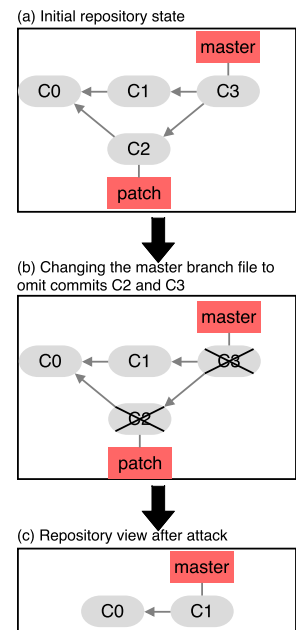 (a) Initial repository state
master
C0 C1 C3
C2
patch
(b) Changing the master branch file to
omit commits C2 and C3
master
C0 C1 C3
C2
patch
(c) Repository view after attack
master
C0 C1